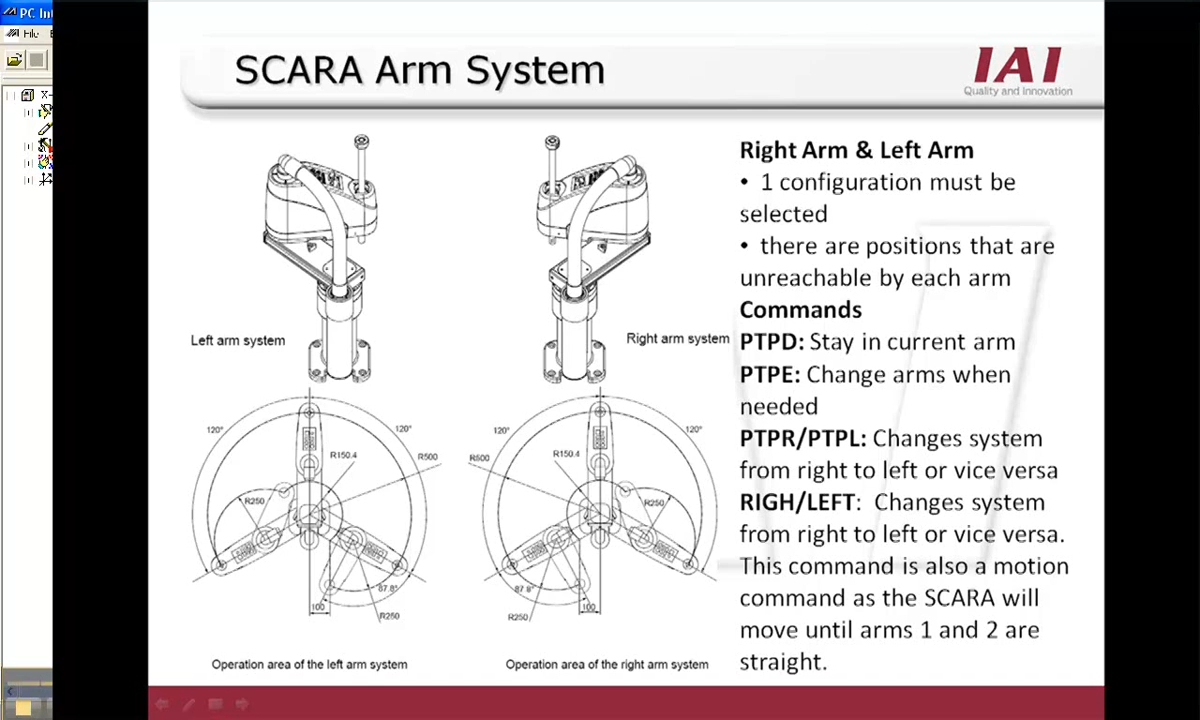 PC In
File
X-
SCARA Arm System
IAI
Quality and Innovation
Left arm system
Right arm system
120°
120°
R150.4
R500
R250
87.8°
100
R250
Operation area of the left arm system
120°
120°
R500
R150.4
R250
87.8°
100
R250
Operation area of the right arm system
Right Arm & Left Arm
• 1 configuration must be
selected
• there are positions that are
unreachable by each arm
Commands
PTPD: Stay in current arm
PTPE: Change arms when
needed
PTPR/PTPL: Changes system
from right to left or vice versa
RIGH/LEFT: Changes system
from right to left or vice versa.
This command is also a motion
command as the SCARA will
move until arms 1 and 2 are
straight.